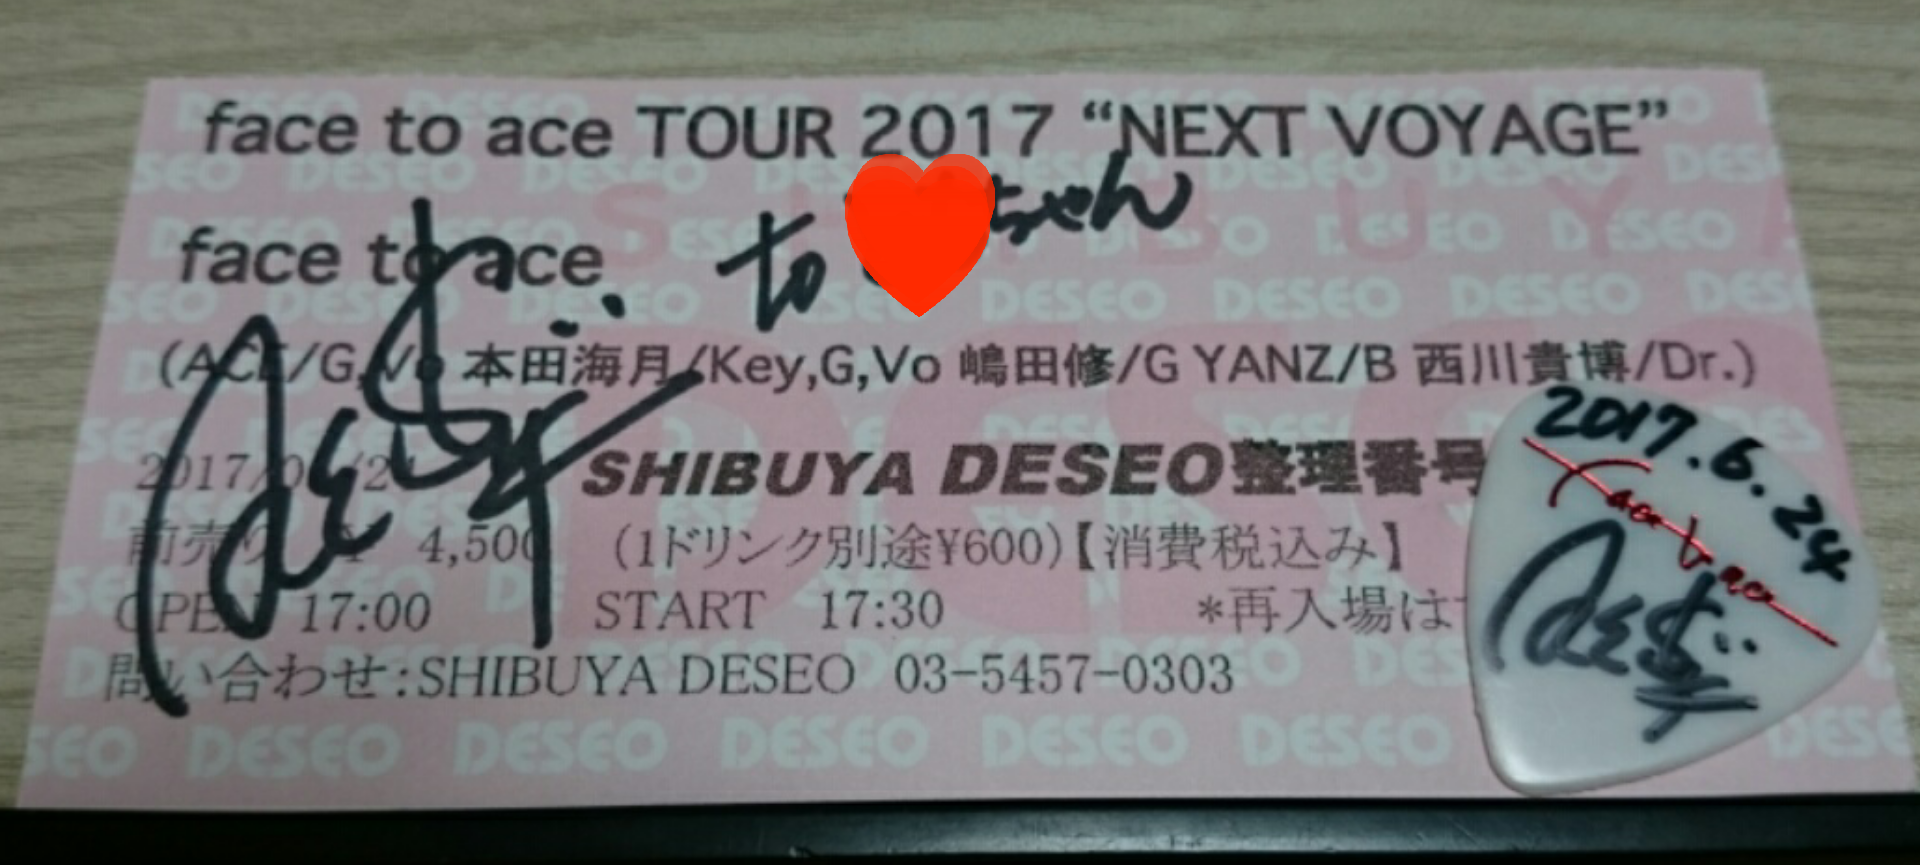 face to ace TOUR 2017 “NEXT VOYAGE”
to ちゃん
face to ace
(ACE/G,Vo 本田海月/Key,G,Vo 嶋田修/G YANZ/B 西川貴博/Dr.)
SHIBUYA DESEO整理番号
前売り 4,500 (1ドリンク別途¥600)【消費税込み】
OPEN 17:00 START 17:30 *再入場は
問い合わせ:SHIBUYA DESEO 03-5457-0303
2017.6.24
face to ace